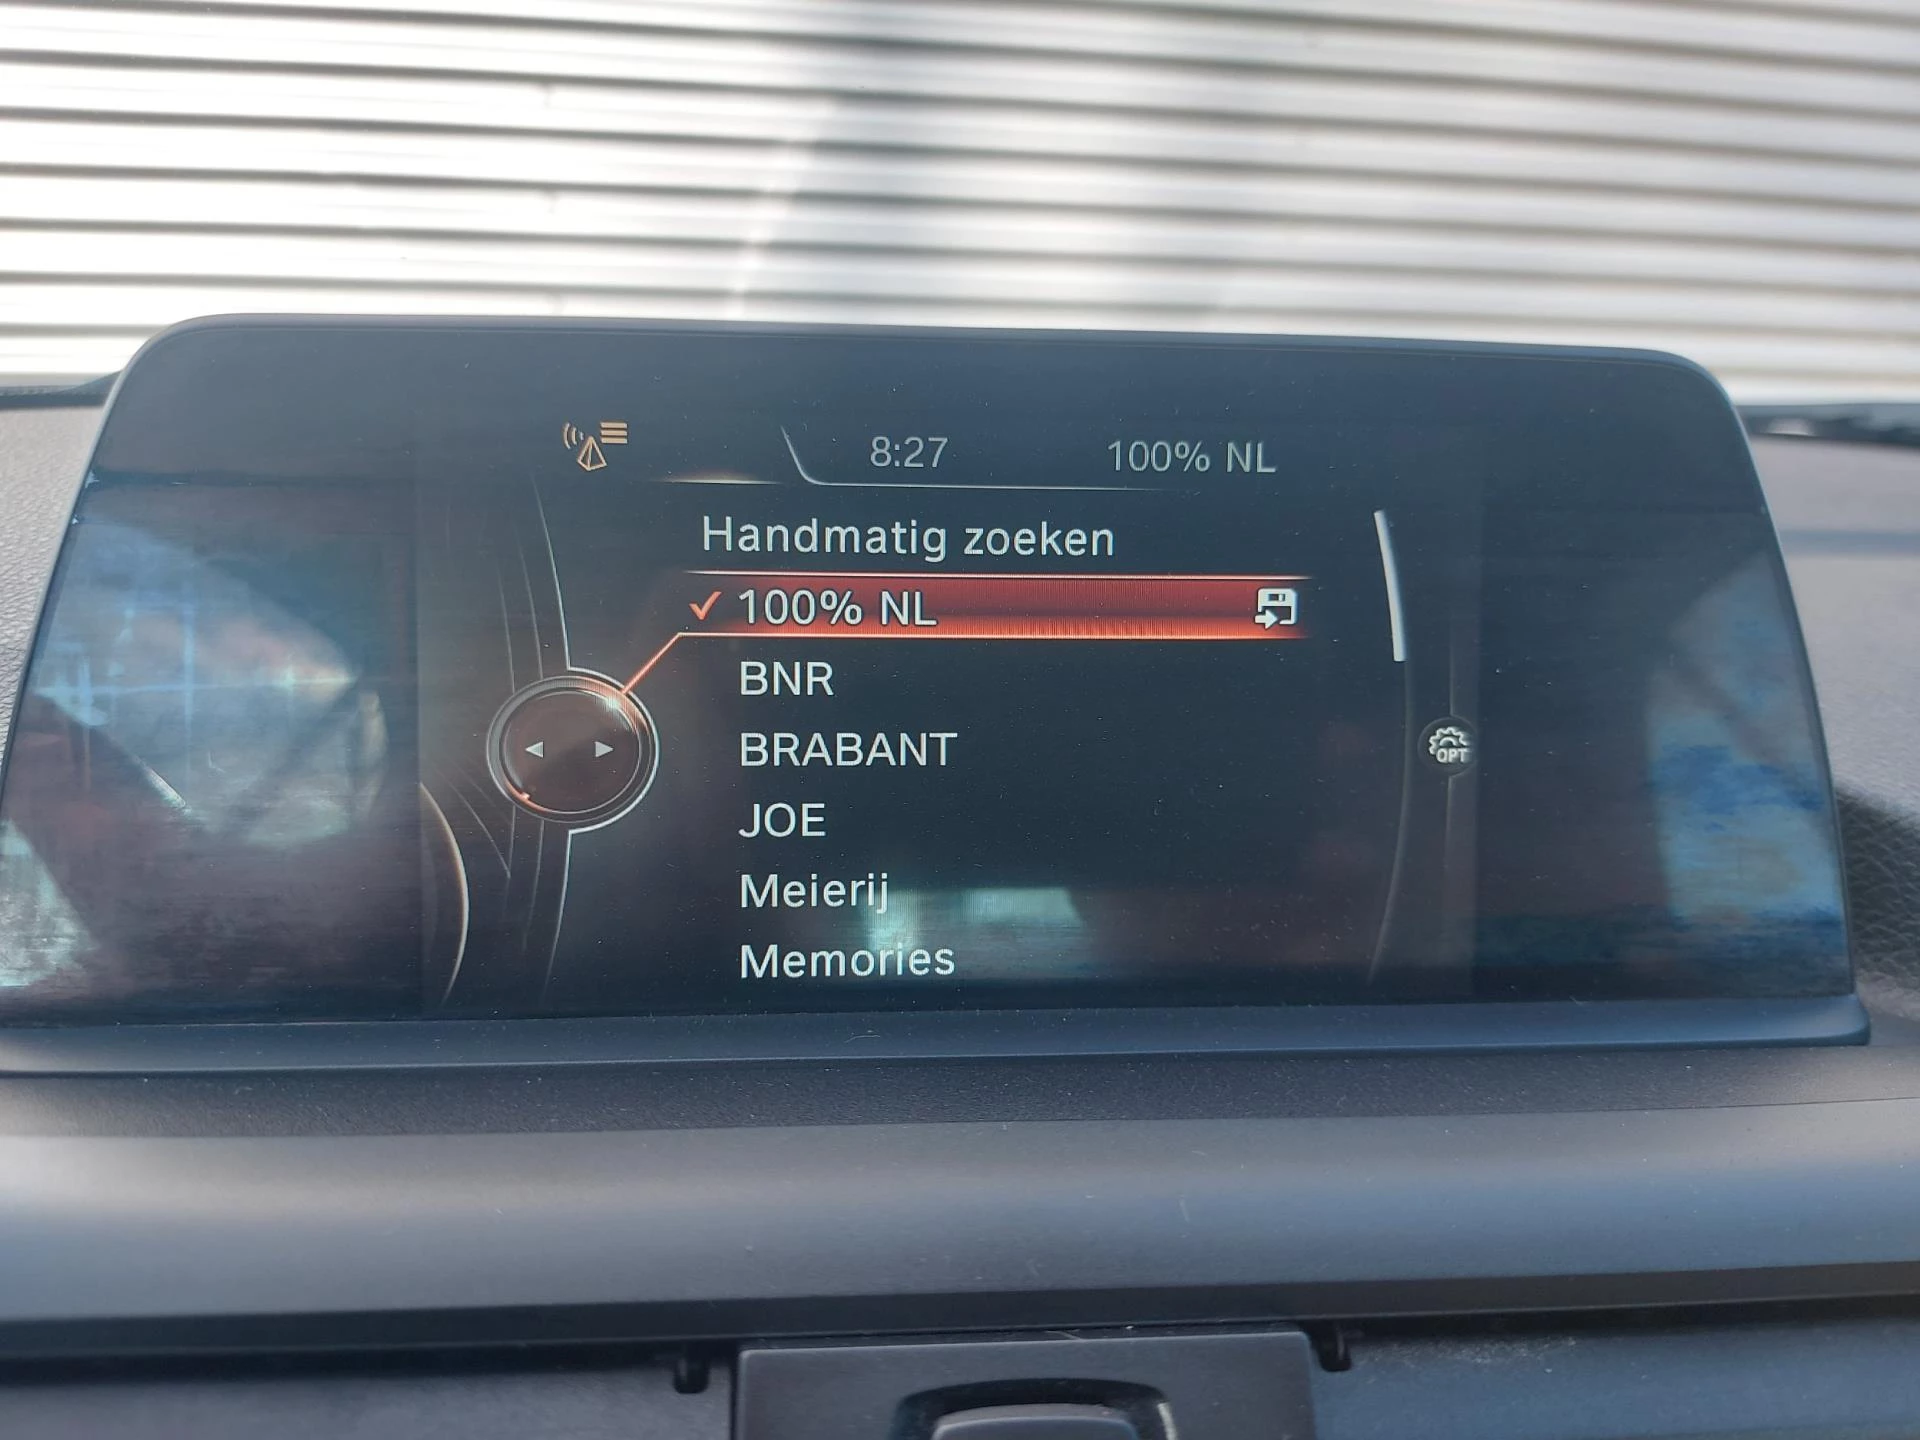 8:27 100% NL
Handmatig zoeken
100% NL
BNR
BRABANT
JOE
Meierij
Memories
OPT